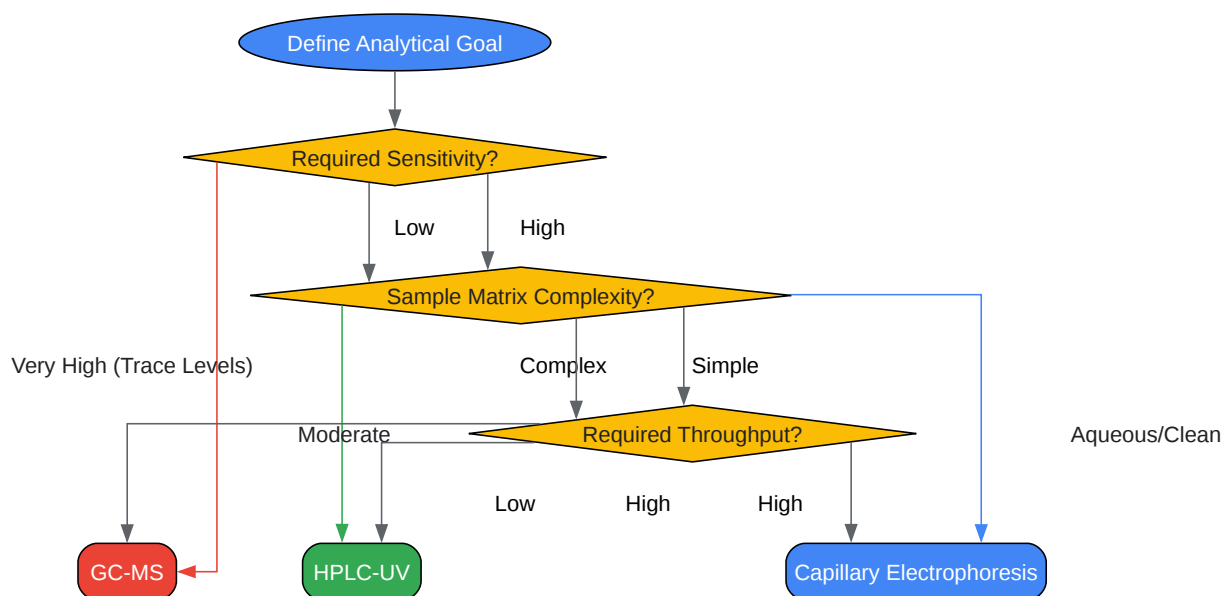 Define Analytical Goal
Required Sensitivity?
Low
High
Sample Matrix Complexity?
Very High (Trace Levels)
Complex
Simple
Moderate
Required Throughput?
Aqueous/Clean
Low
High
High
GC-MS
HPLC-UV
Capillary Electrophoresis